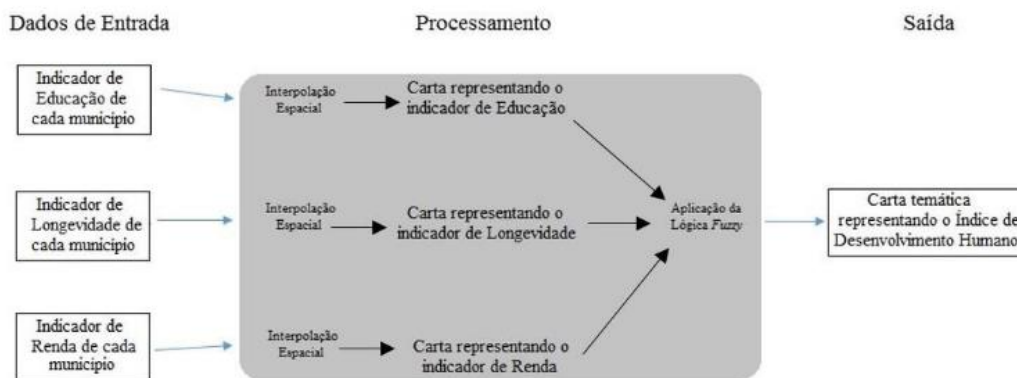 Dados de Entrada
Processamento
Saída
Indicador de
Educação de
cada município
Interpolação
Espacial
Carta representando o
indicador de Educação
Indicador de
Longevidade de
cada município
Interpolação
Espacial
Carta representando o
indicador de Longevidade
Aplicação da
Lógica Fuzzy
Carta temática
representando o Índice de
Desenvolvimento Humano
Indicador de
Renda de cada
município
Interpolação
Espacial
Carta representando o
indicador de Renda